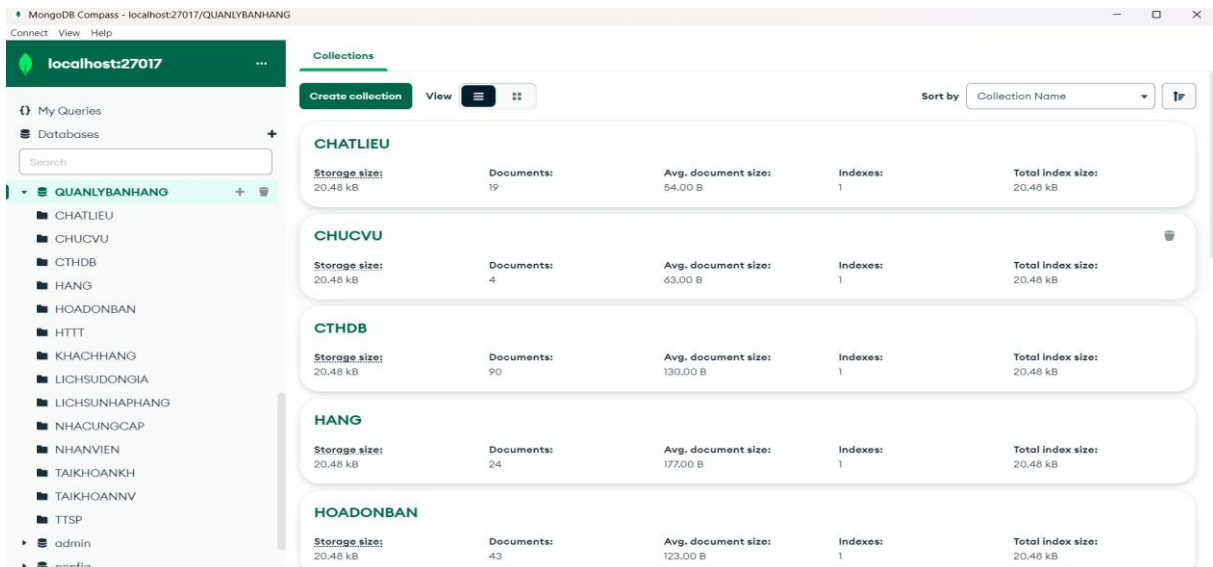 MongoDB Compass - localhost:27017/QUANLYBANHANG
Connect View Help
localhost:27017 ...
{} My Queries
Databases +
Search
QUANLYBANHANG +
CHATLIEU
CHUCVU
CTHDB
HANG
HOADONBAN
HTTT
KHACHHANG
LICHSUDONGIA
LICHSUNHAPHANG
NHACUNGCAP
NHANVIEN
TAIKHOANKH
TAIKHOANNV
TTSP
admin
config
Collections
Create collection View Sort by Collection Name
CHATLIEU
Storage size: Documents: Avg. document size: Indexes: Total index size:
20.48 kB 19 54.00 B 1 20.48 kB
CHUCVU
Storage size: Documents: Avg. document size: Indexes: Total index size:
20.48 kB 4 63.00 B 1 20.48 kB
CTHDB
Storage size: Documents: Avg. document size: Indexes: Total index size:
20.48 kB 90 130.00 B 1 20.48 kB
HANG
Storage size: Documents: Avg. document size: Indexes: Total index size:
20.48 kB 24 177.00 B 1 20.48 kB
HOADONBAN
Storage size: Documents: Avg. document size: Indexes: Total index size:
20.48 kB 43 123.00 B 1 20.48 kB